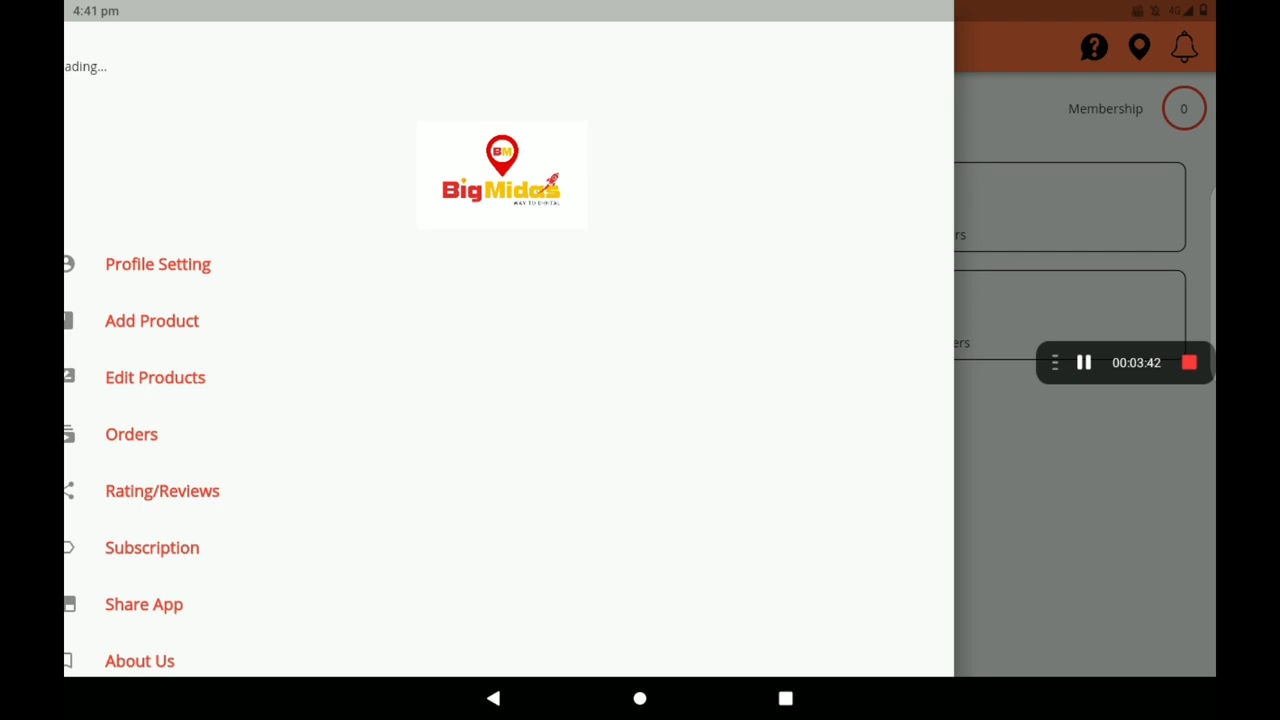 4:41 pm
4G
ading...
Membership
0
BM
BigMidas
WAY TO DIGITAL
rs
ers
00:03:42
Profile Setting
Add Product
Edit Products
Orders
Rating/Reviews
Subscription
Share App
About Us